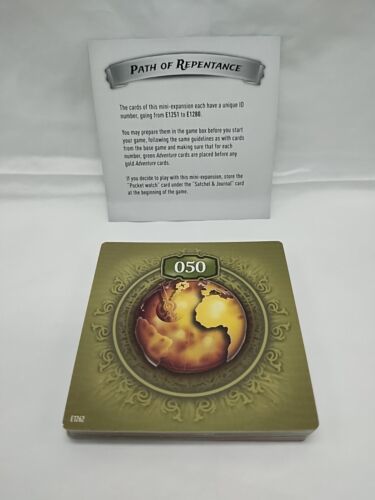 PATH OF REPENTANCE
The cards of this mini-expansion each have a unique ID
number, going from E1251 to E1280.
You may prepare them in the game box before you start
your game, following the same guidelines as with cards
from the base game and making sure that for each
number, green Adventure cards are placed before any
gold Adventure cards.
If you decide to play with this mini-expansion, store the
"Pocket watch" card under the "Satchel & Journal" card
at the beginning of the game.
050
E1262